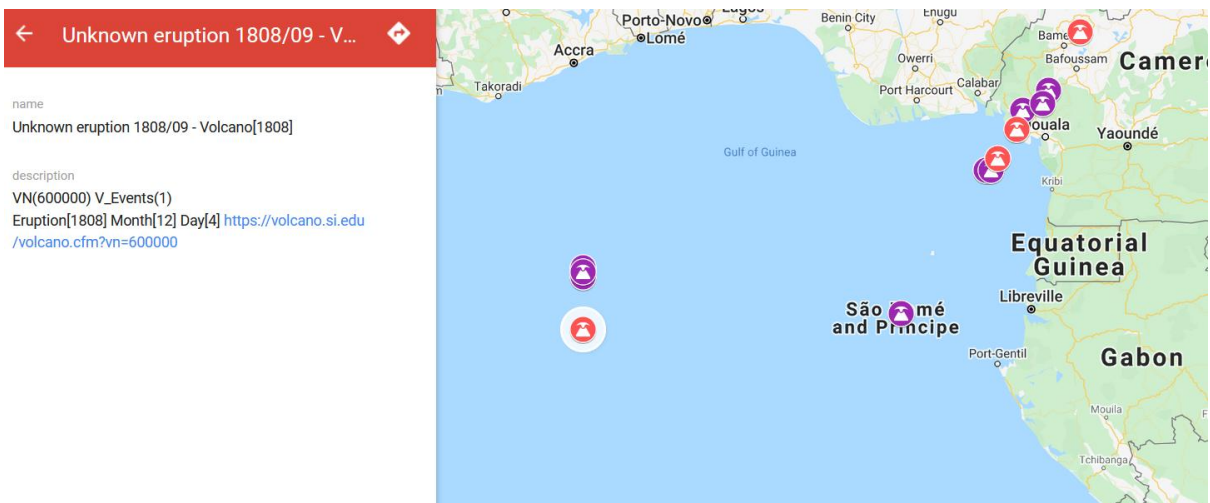 Unknown eruption 1808/09 - V...
name
Unknown eruption 1808/09 - Volcano[1808]
description
VN(600000) V_Events(1)
Eruption[1808] Month[12] Day[4] https://volcano.si.edu
/volcano.cfm?vn=600000
Porto-Novo
Lomé
Accra
Takoradi
Benin City
Enugu
Owerri
Port Harcourt
Calabar
Bafoussam
Camer
Yaoundé
Kribi
Gulf of Guinea
Equatorial
Guinea
Libreville
São
mé
and Príncipe
Port-Gentil
Gabon
Mouila
Tchibanga